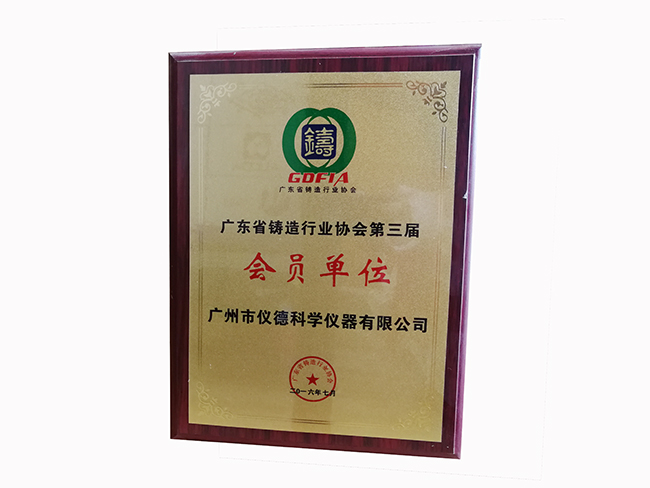 鑄
GDFIA
广东省铸造行业协会
广东省铸造行业协会第三届
会员单位
广州市仪德科学仪器有限公司
广东省铸造行业协会
二〇一六年七月